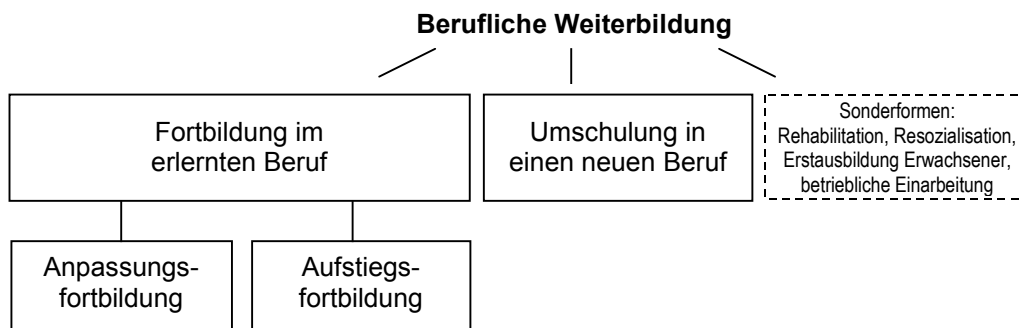 Berufliche Weiterbildung
Fortbildung im
erlernten Beruf
Umschulung in
einen neuen Beruf
Sonderformen:
Rehabilitation, Resozialisation,
Erstausbildung Erwachsener,
betriebliche Einarbeitung
Anpassungs-
fortbildung
Aufstiegs-
fortbildung